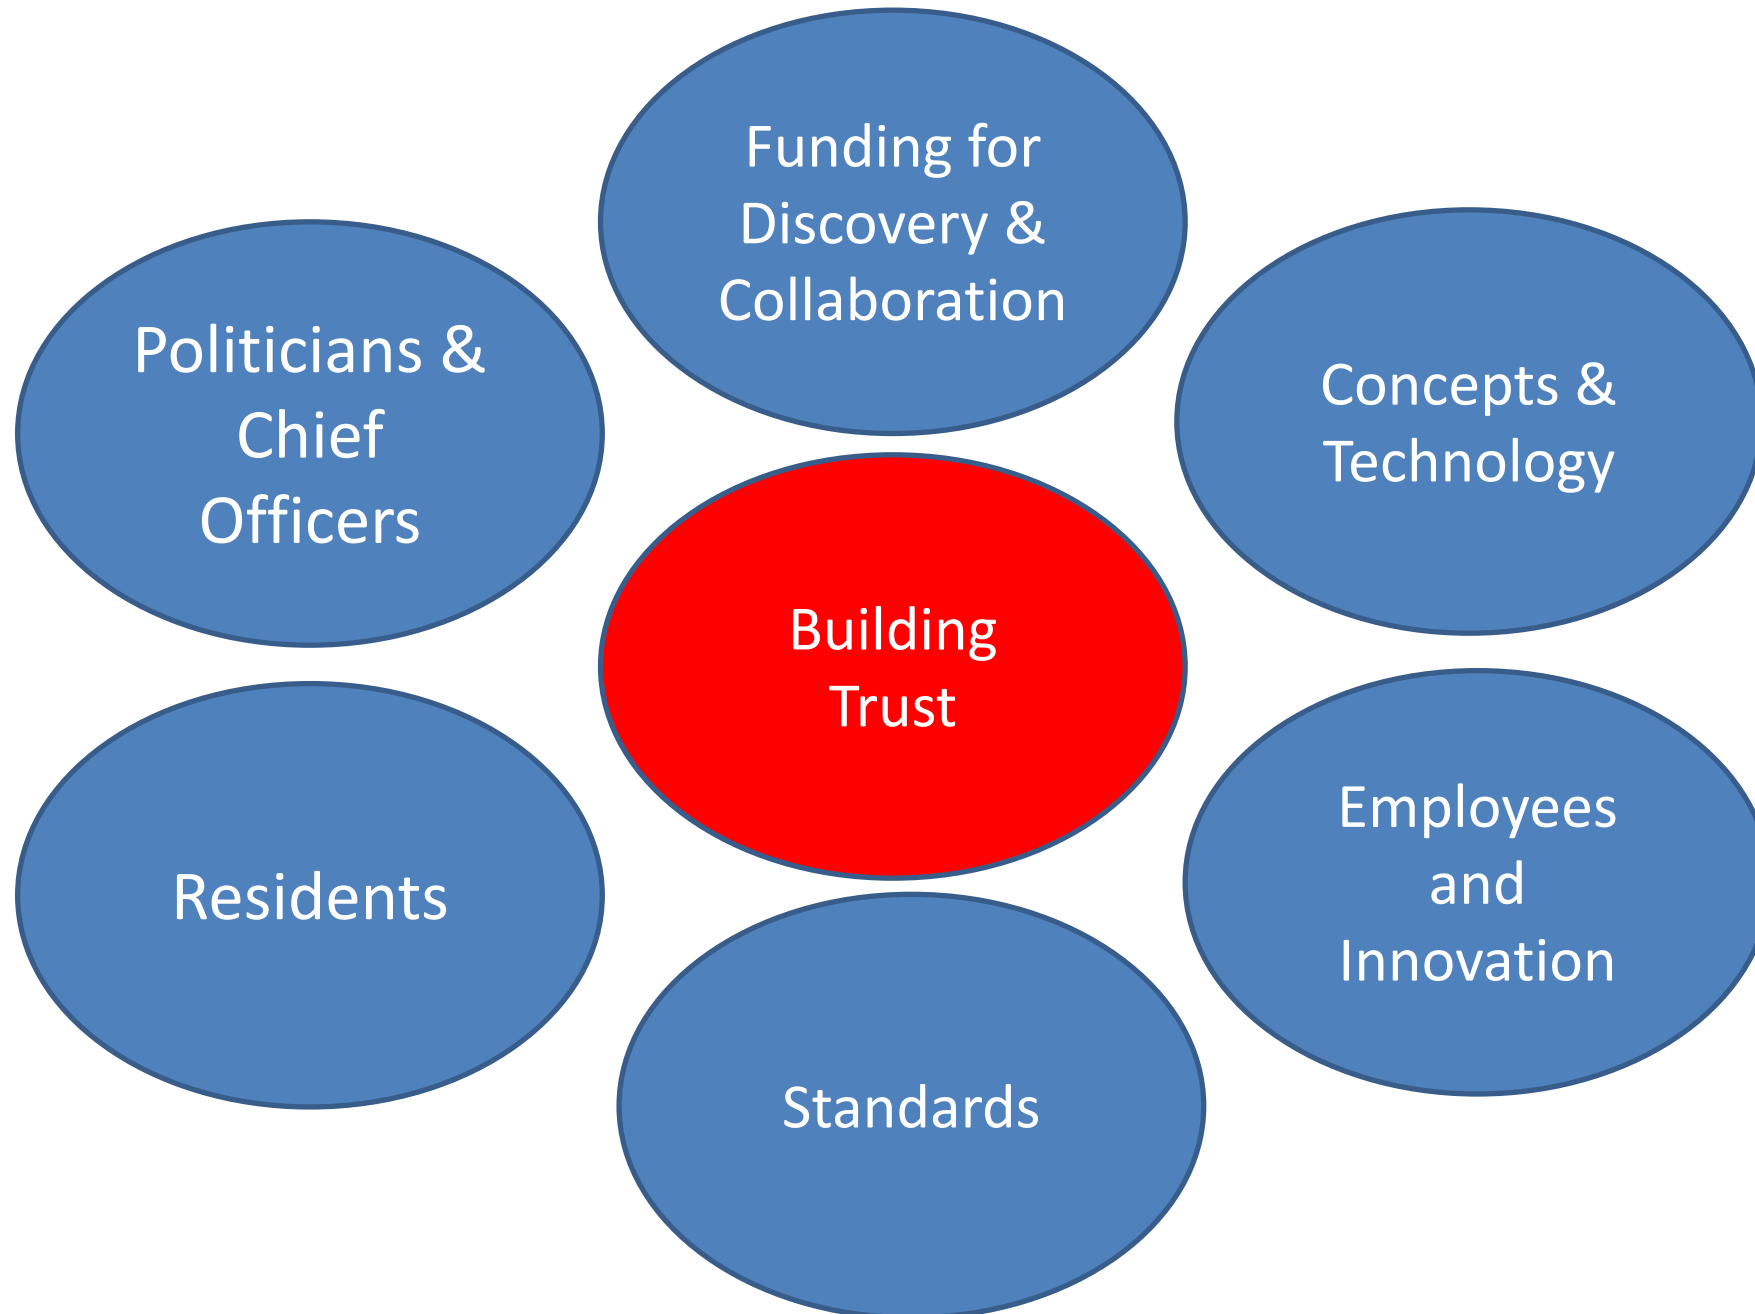 Funding for
Discovery &
Collaboration
Politicians &
Chief
Officers
Concepts &
Technology
Building
Trust
Residents
Employees
and
Innovation
Standards